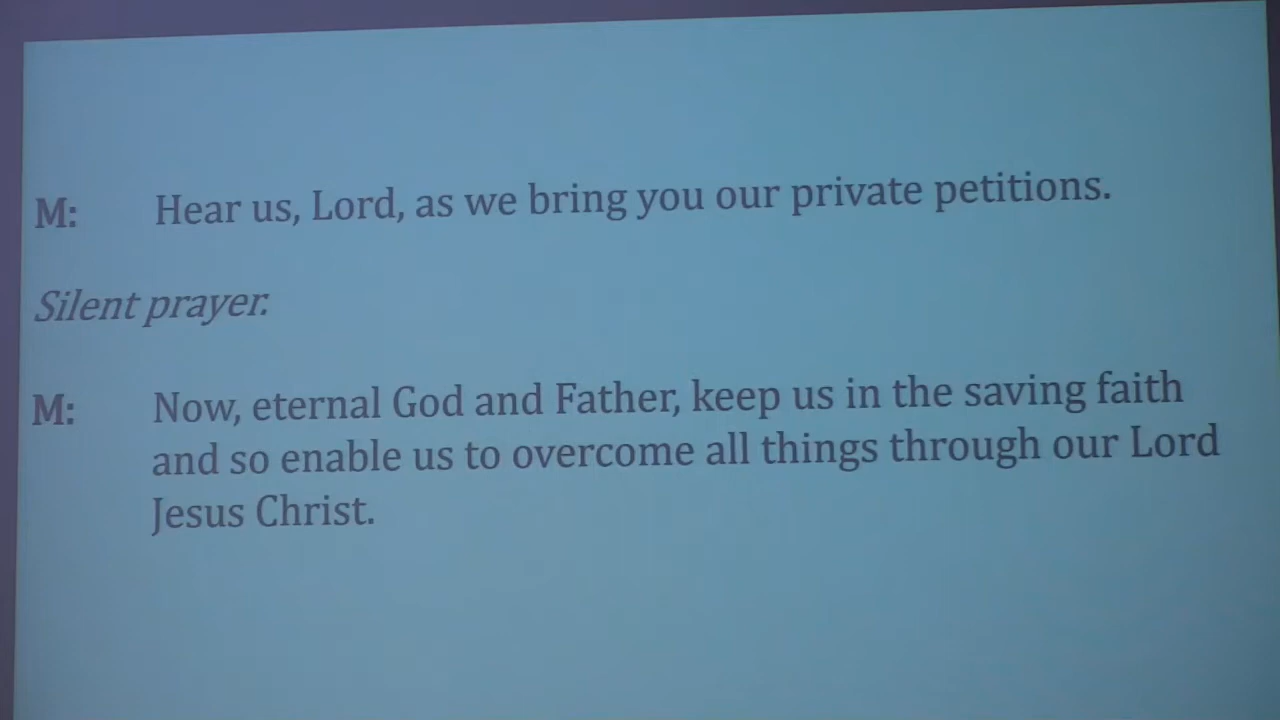 M: Hear us, Lord, as we bring you our private petitions.
Silent prayer.
M: Now, eternal God and Father, keep us in the saving faith
and so enable us to overcome all things through our Lord
Jesus Christ.